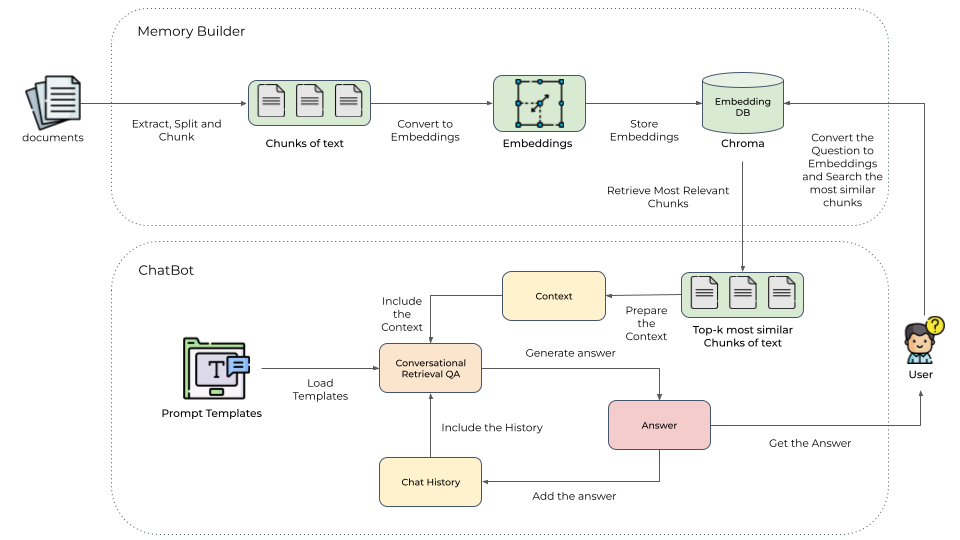 Memory Builder
documents
Extract, Split and
Chunk
Chunks of text
Convert to
Embeddings
Embeddings
Store
Embeddings
Embedding
DB
Chroma
Convert the
Question to
Embeddings
and Search the
most similar
chunks
Retrieve Most Relevant
Chunks
ChatBot
Context
Include
the
Context
Prepare
the
Context
Top-k most similar
Chunks of text
?
User
T
Prompt Templates
Load
Templates
Conversational
Retrieval QA
Generate answer
Answer
Get the Answer
Include the History
Chat History
Add the answer